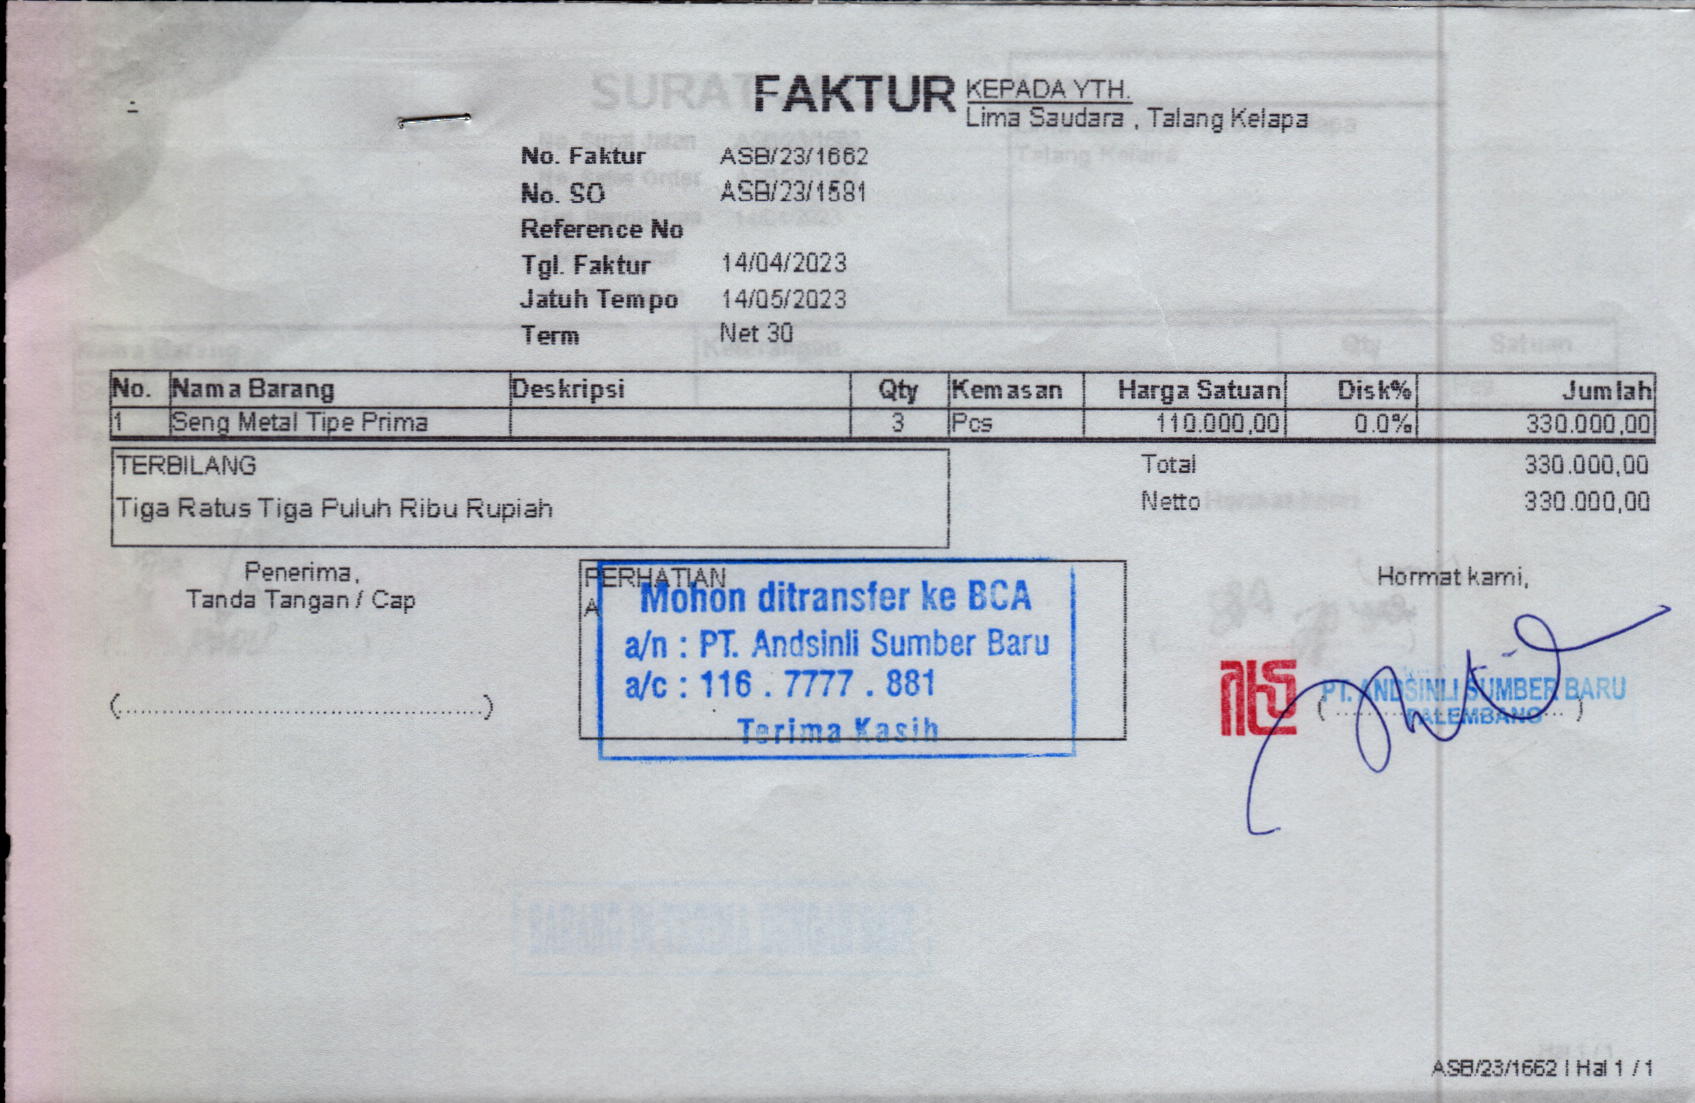 FAKTUR
KEPADA YTH.
Lima Saudara , Talang Kelapa
No. Faktur ASB/23/1662
No. SO ASB/23/1581
Reference No
Tgl. Faktur 14/04/2023
Jatuh Tempo 14/05/2023
Term Net 30
No. Nama Barang Deskripsi Qty Kemasan Harga Satuan Disk% Jumlah
1 Seng Metal Tipe Prima 3 Pcs 110.000,00 0.0% 330.000,00
TERBILANG
Tiga Ratus Tiga Puluh Ribu Rupiah
Total 330.000,00
Netto 330.000,00
Penerima,
Tanda Tangan / Cap
(..................................................)
PERHATIAN
A
Mohon ditransfer ke BCA
a/n : PT. Andsinli Sumber Baru
a/c : 116 . 7777 . 881
Terima Kasih
Hormat kami,
PT. ANDSINLI SUMBER BARU
PALEMBANG
ASB/23/1662 | Hal 1 / 1